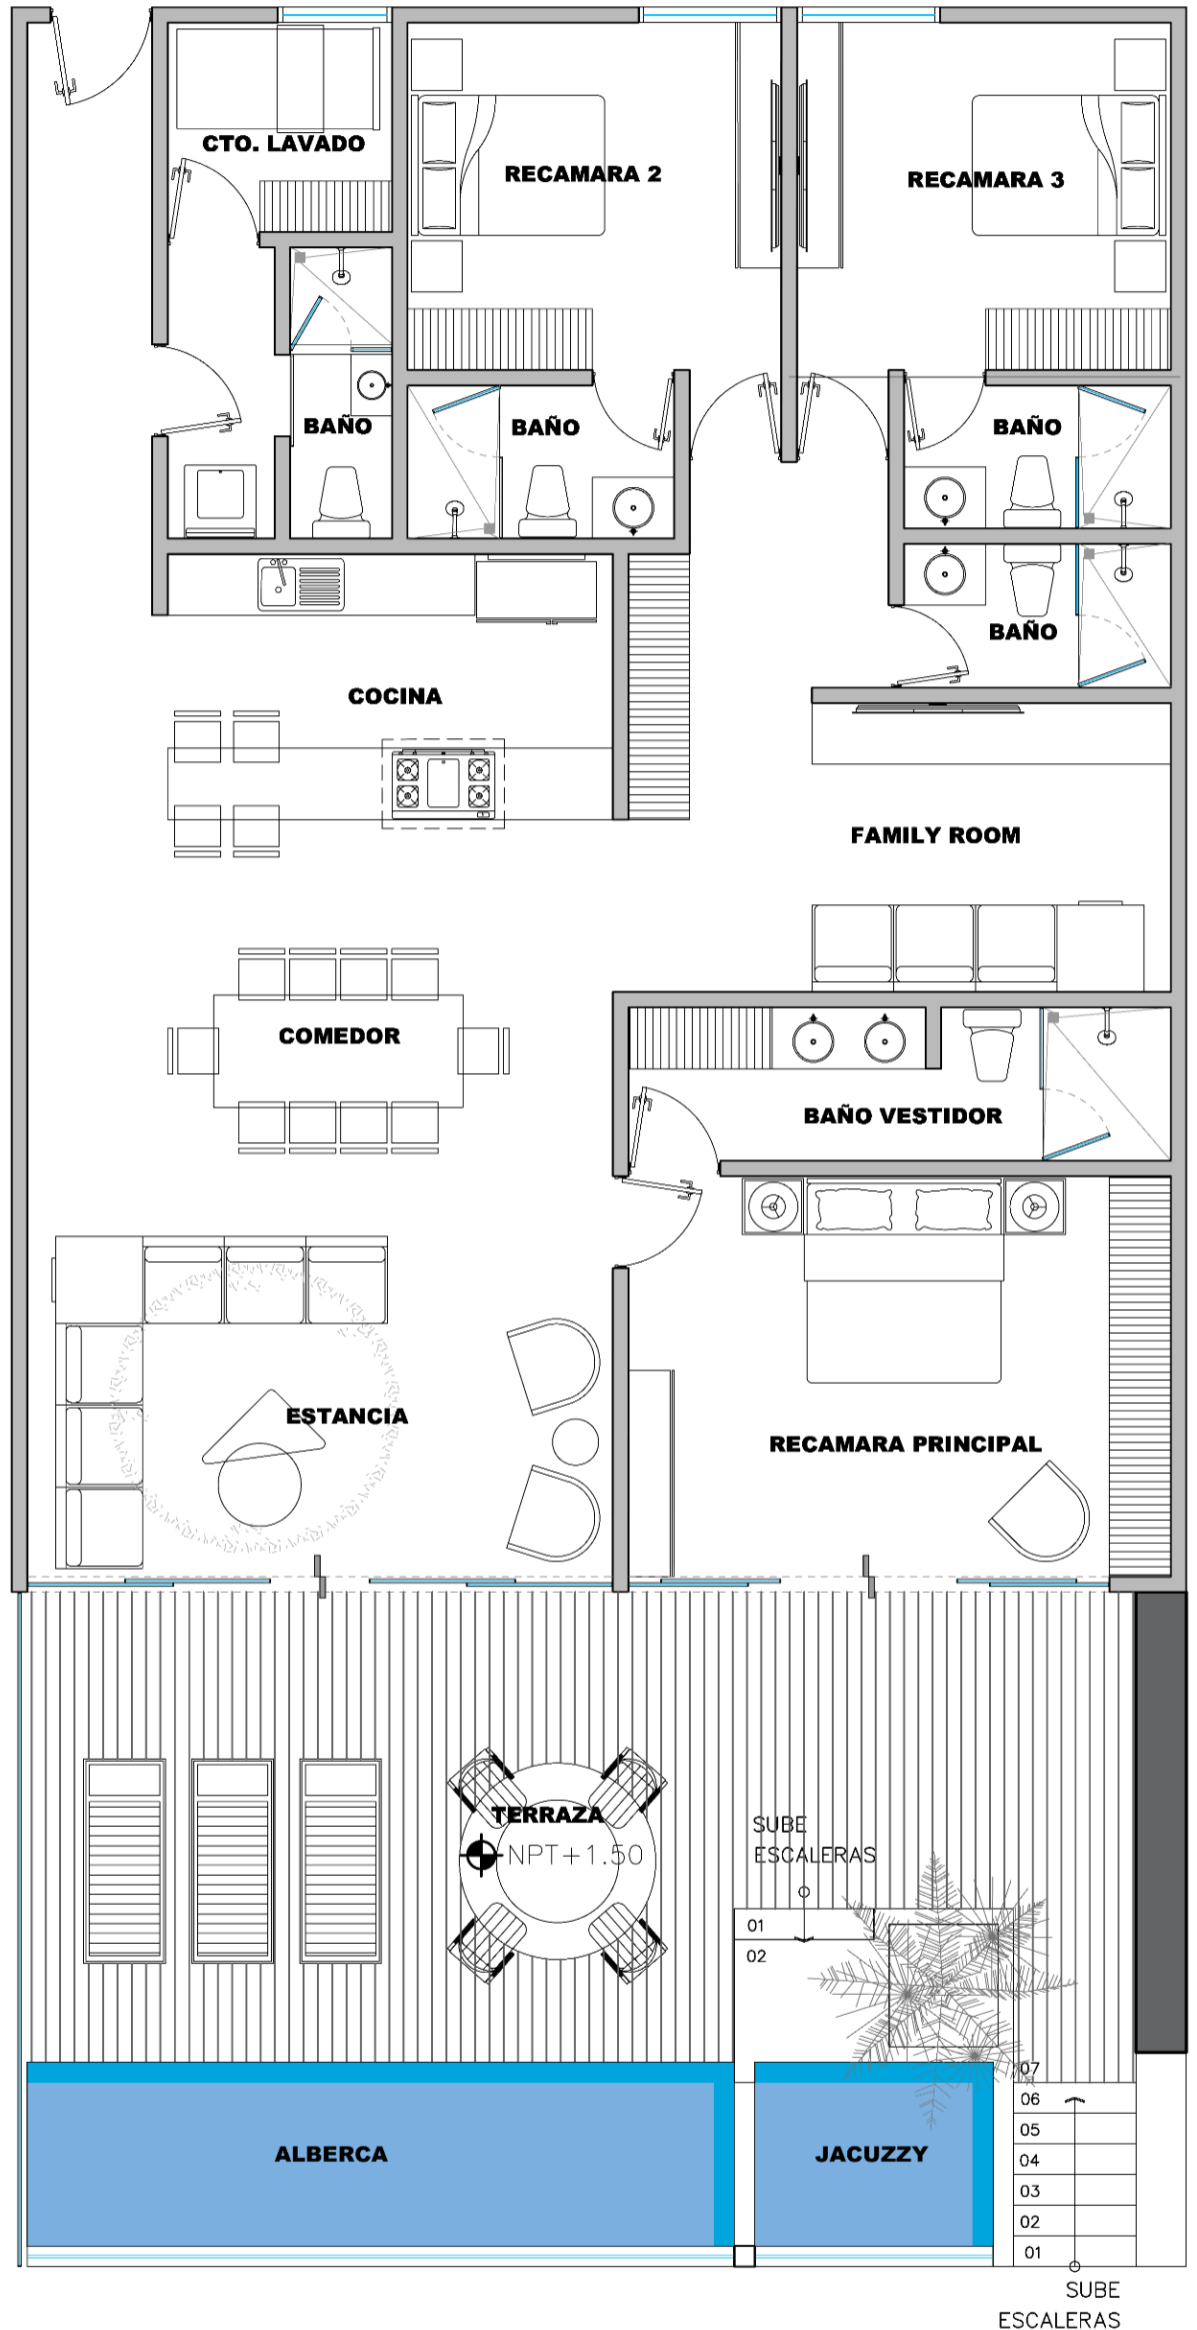 CTO. LAVADO
RECAMARA 2
RECAMARA 3
BAÑO
BAÑO
BAÑO
BAÑO
COCINA
FAMILY ROOM
COMEDOR
BAÑO VESTIDOR
ESTANCIA
RECAMARA PRINCIPAL
TERRAZA
NPT+1.50
SUBE
ESCALERAS
01
02
07
06
05
04
03
02
01
ALBERCA
JACUZZY
SUBE
ESCALERAS